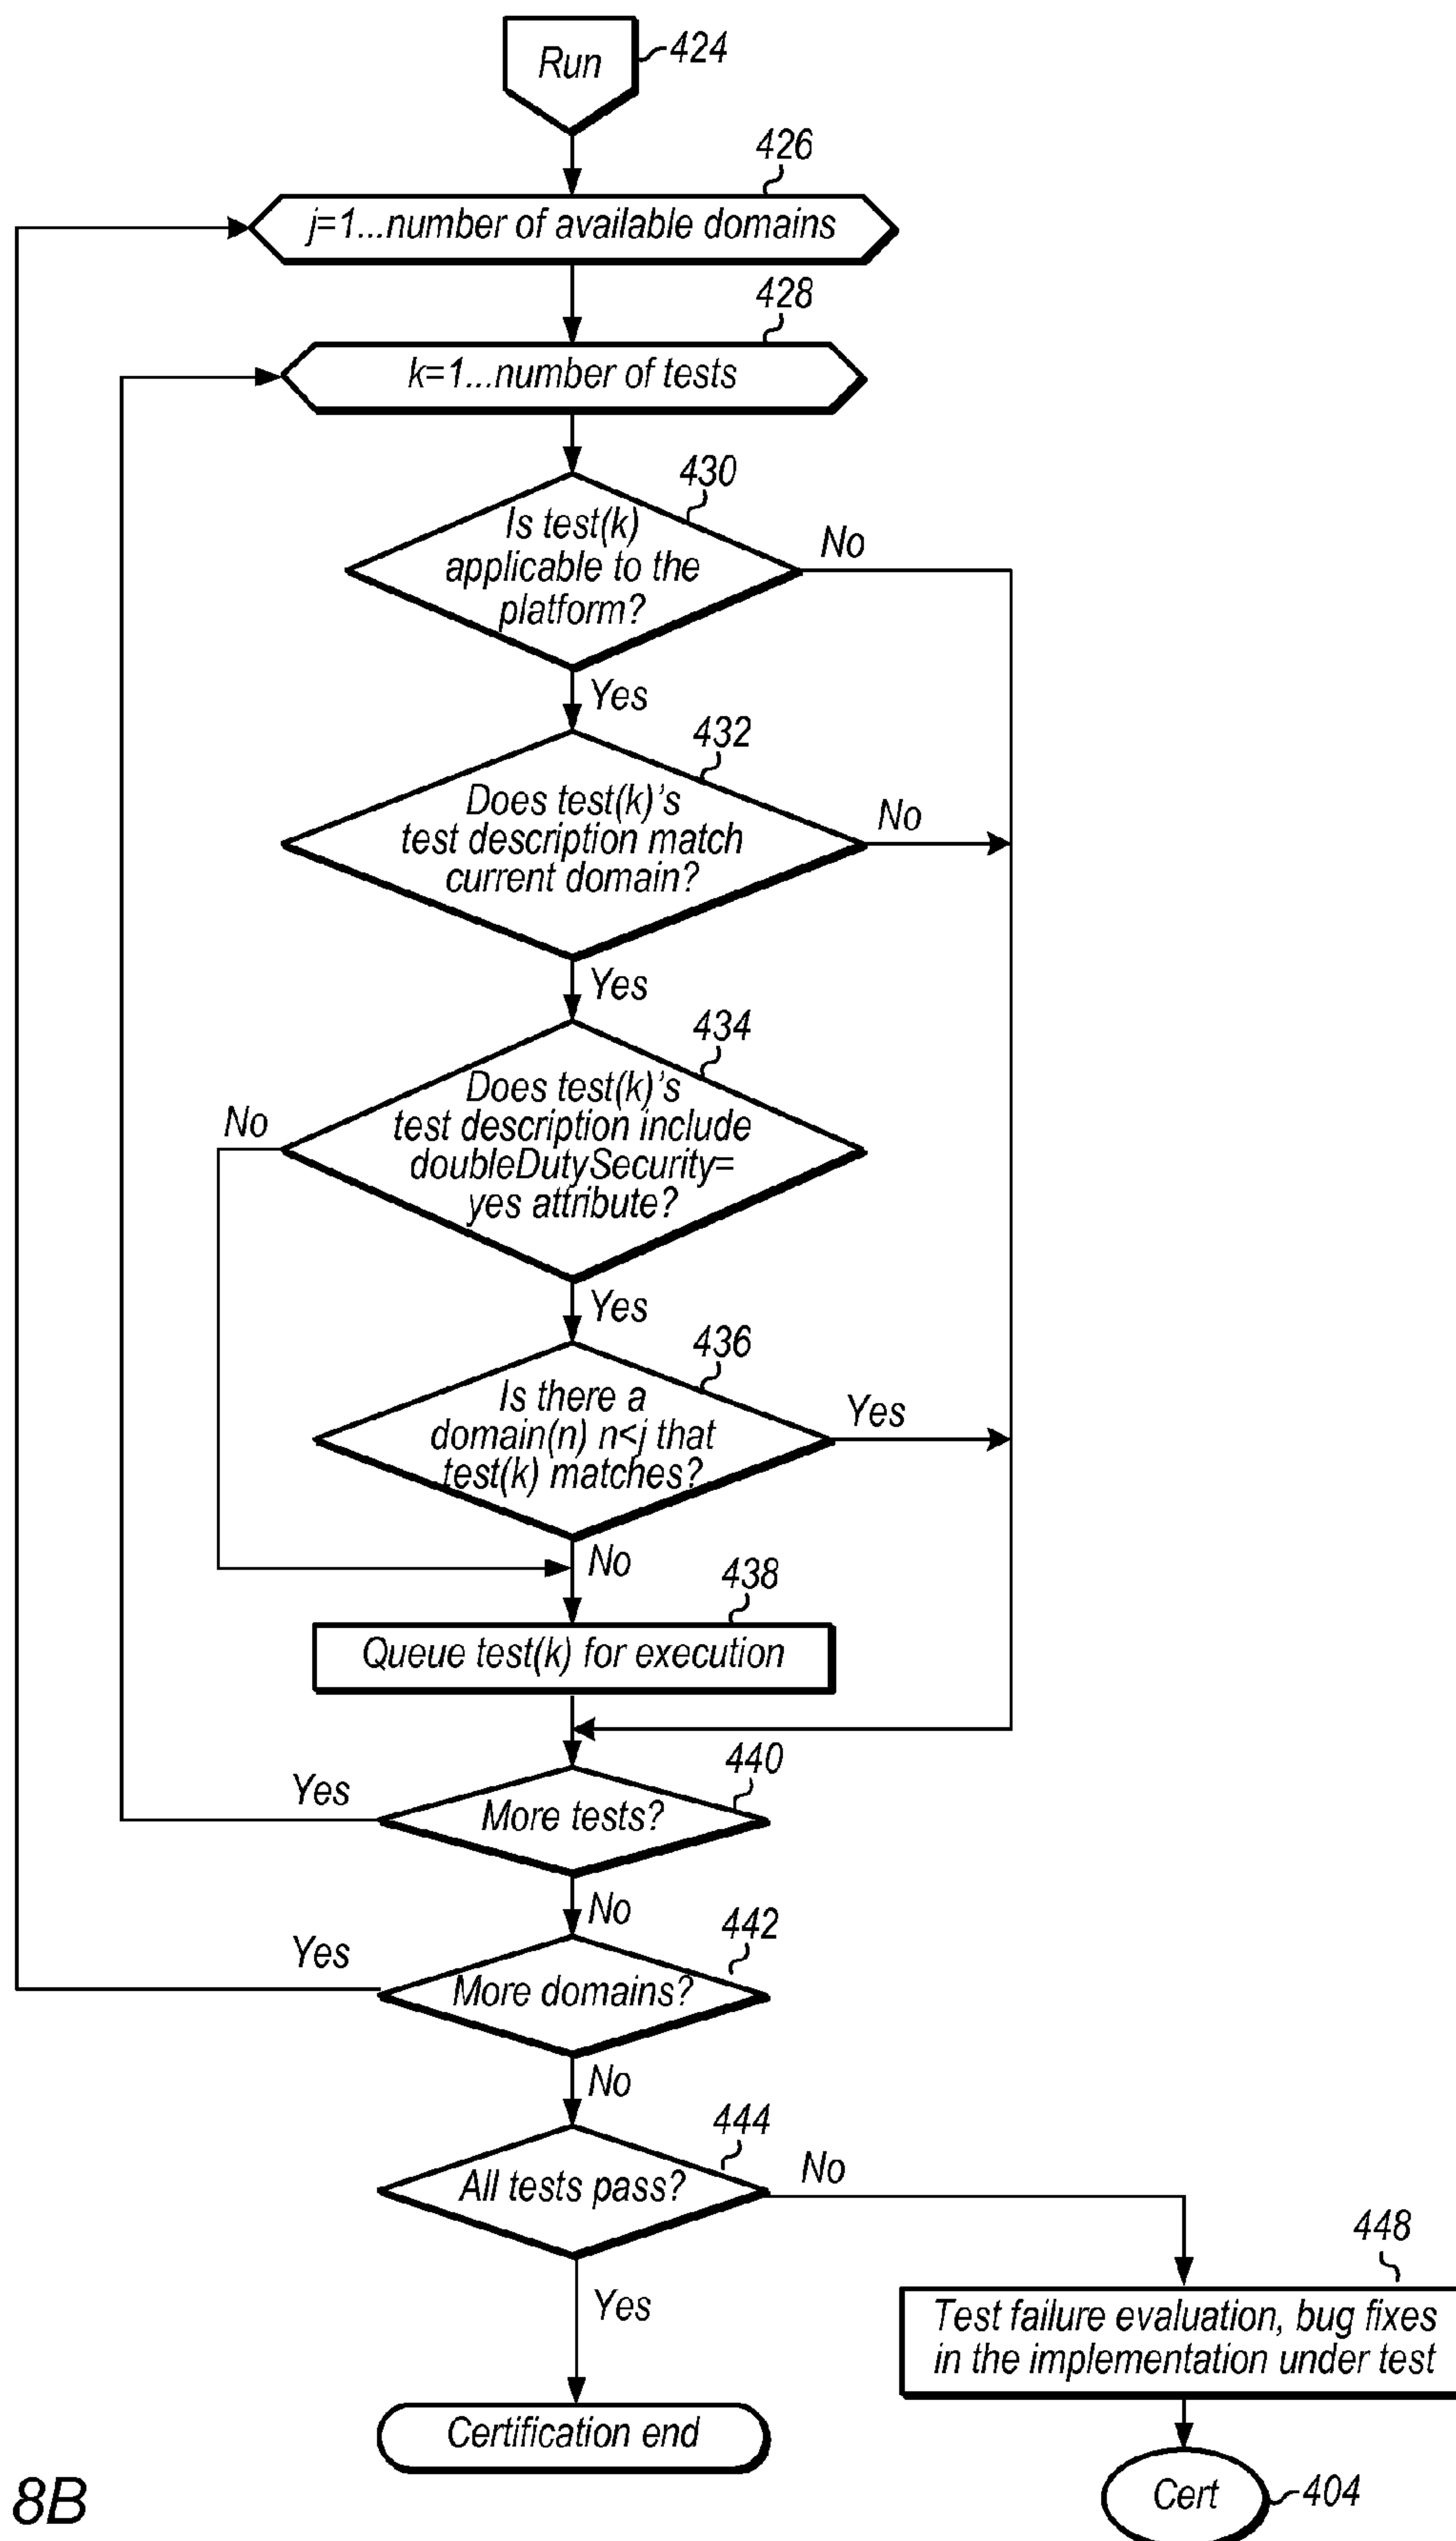 Run
424
426
j=1...number of available domains
428
k=1...number of tests
430
Is test(k)
applicable to the
platform?
No
Yes
432
Does test(k)'s
test description match
current domain?
No
Yes
434
Does test(k)'s
test description include
doubleDutySecurity=
yes attribute?
No
Yes
436
Is there a
domain(n) n<j that
test(k) matches?
Yes
No
438
Queue test(k) for execution
440
More tests?
Yes
No
442
More domains?
Yes
No
444
All tests pass?
No
Yes
448
Test failure evaluation, bug fixes
in the implementation under test
Certification end
Cert
404
8B